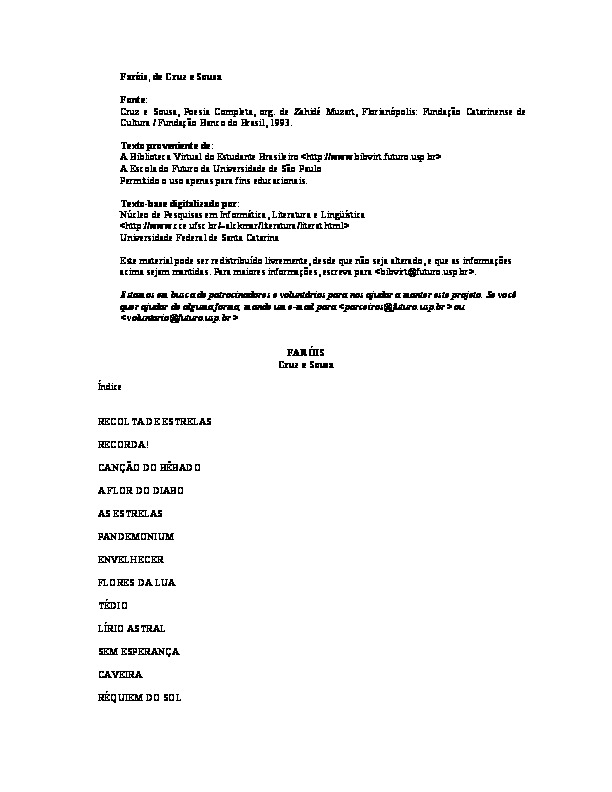 Faróis, de Cruz e Sousa
Fonte:
Cruz e Sousa, Poesia Completa, org. de Zahidé Muzart, Florianópolis: Fundação Catarinense de
Cultura / Fundação Banco do Brasil, 1993.
Texto proveniente de:
A Biblioteca Virtual do Estudante Brasileiro <http://www.bibvirt.futuro.usp.br>
A Escola do Futuro da Universidade de São Paulo
Permitido o uso apenas para fins educacionais.
Texto-base digitalizado por:
Núcleo de Pesquisas em Informática, Literatura e Lingüística
<http://www.cce.ufsc.br/~alckmar/literatura/literat.html>
Universidade Federal de Santa Catarina
Este material pode ser redistribuído livremente, desde que não seja alterado, e que as informações
acima sejam mantidas. Para maiores informações, escreva para <bibvirt@futuro.usp.br>.
Estamos em busca de patrocinadores e voluntários para nos ajudar a manter este projeto. Se você
quer ajudar de alguma forma, mande um e-mail para <parceiros@futuro.usp.br> ou
<voluntario@futuro.usp.br>
FARÓIS
Cruz e Sousa
Índice
RECOLTA DE ESTRELAS
RECORDA!
CANÇÃO DO BÊBADO
A FLOR DO DIABO
AS ESTRELAS
PANDEMONIUM
ENVELHECER
FLORES DA LUA
TÉDIO
LÍRIO ASTRAL
SEM ESPERANÇA
CAVEIRA
RÉQUIEM DO SOL